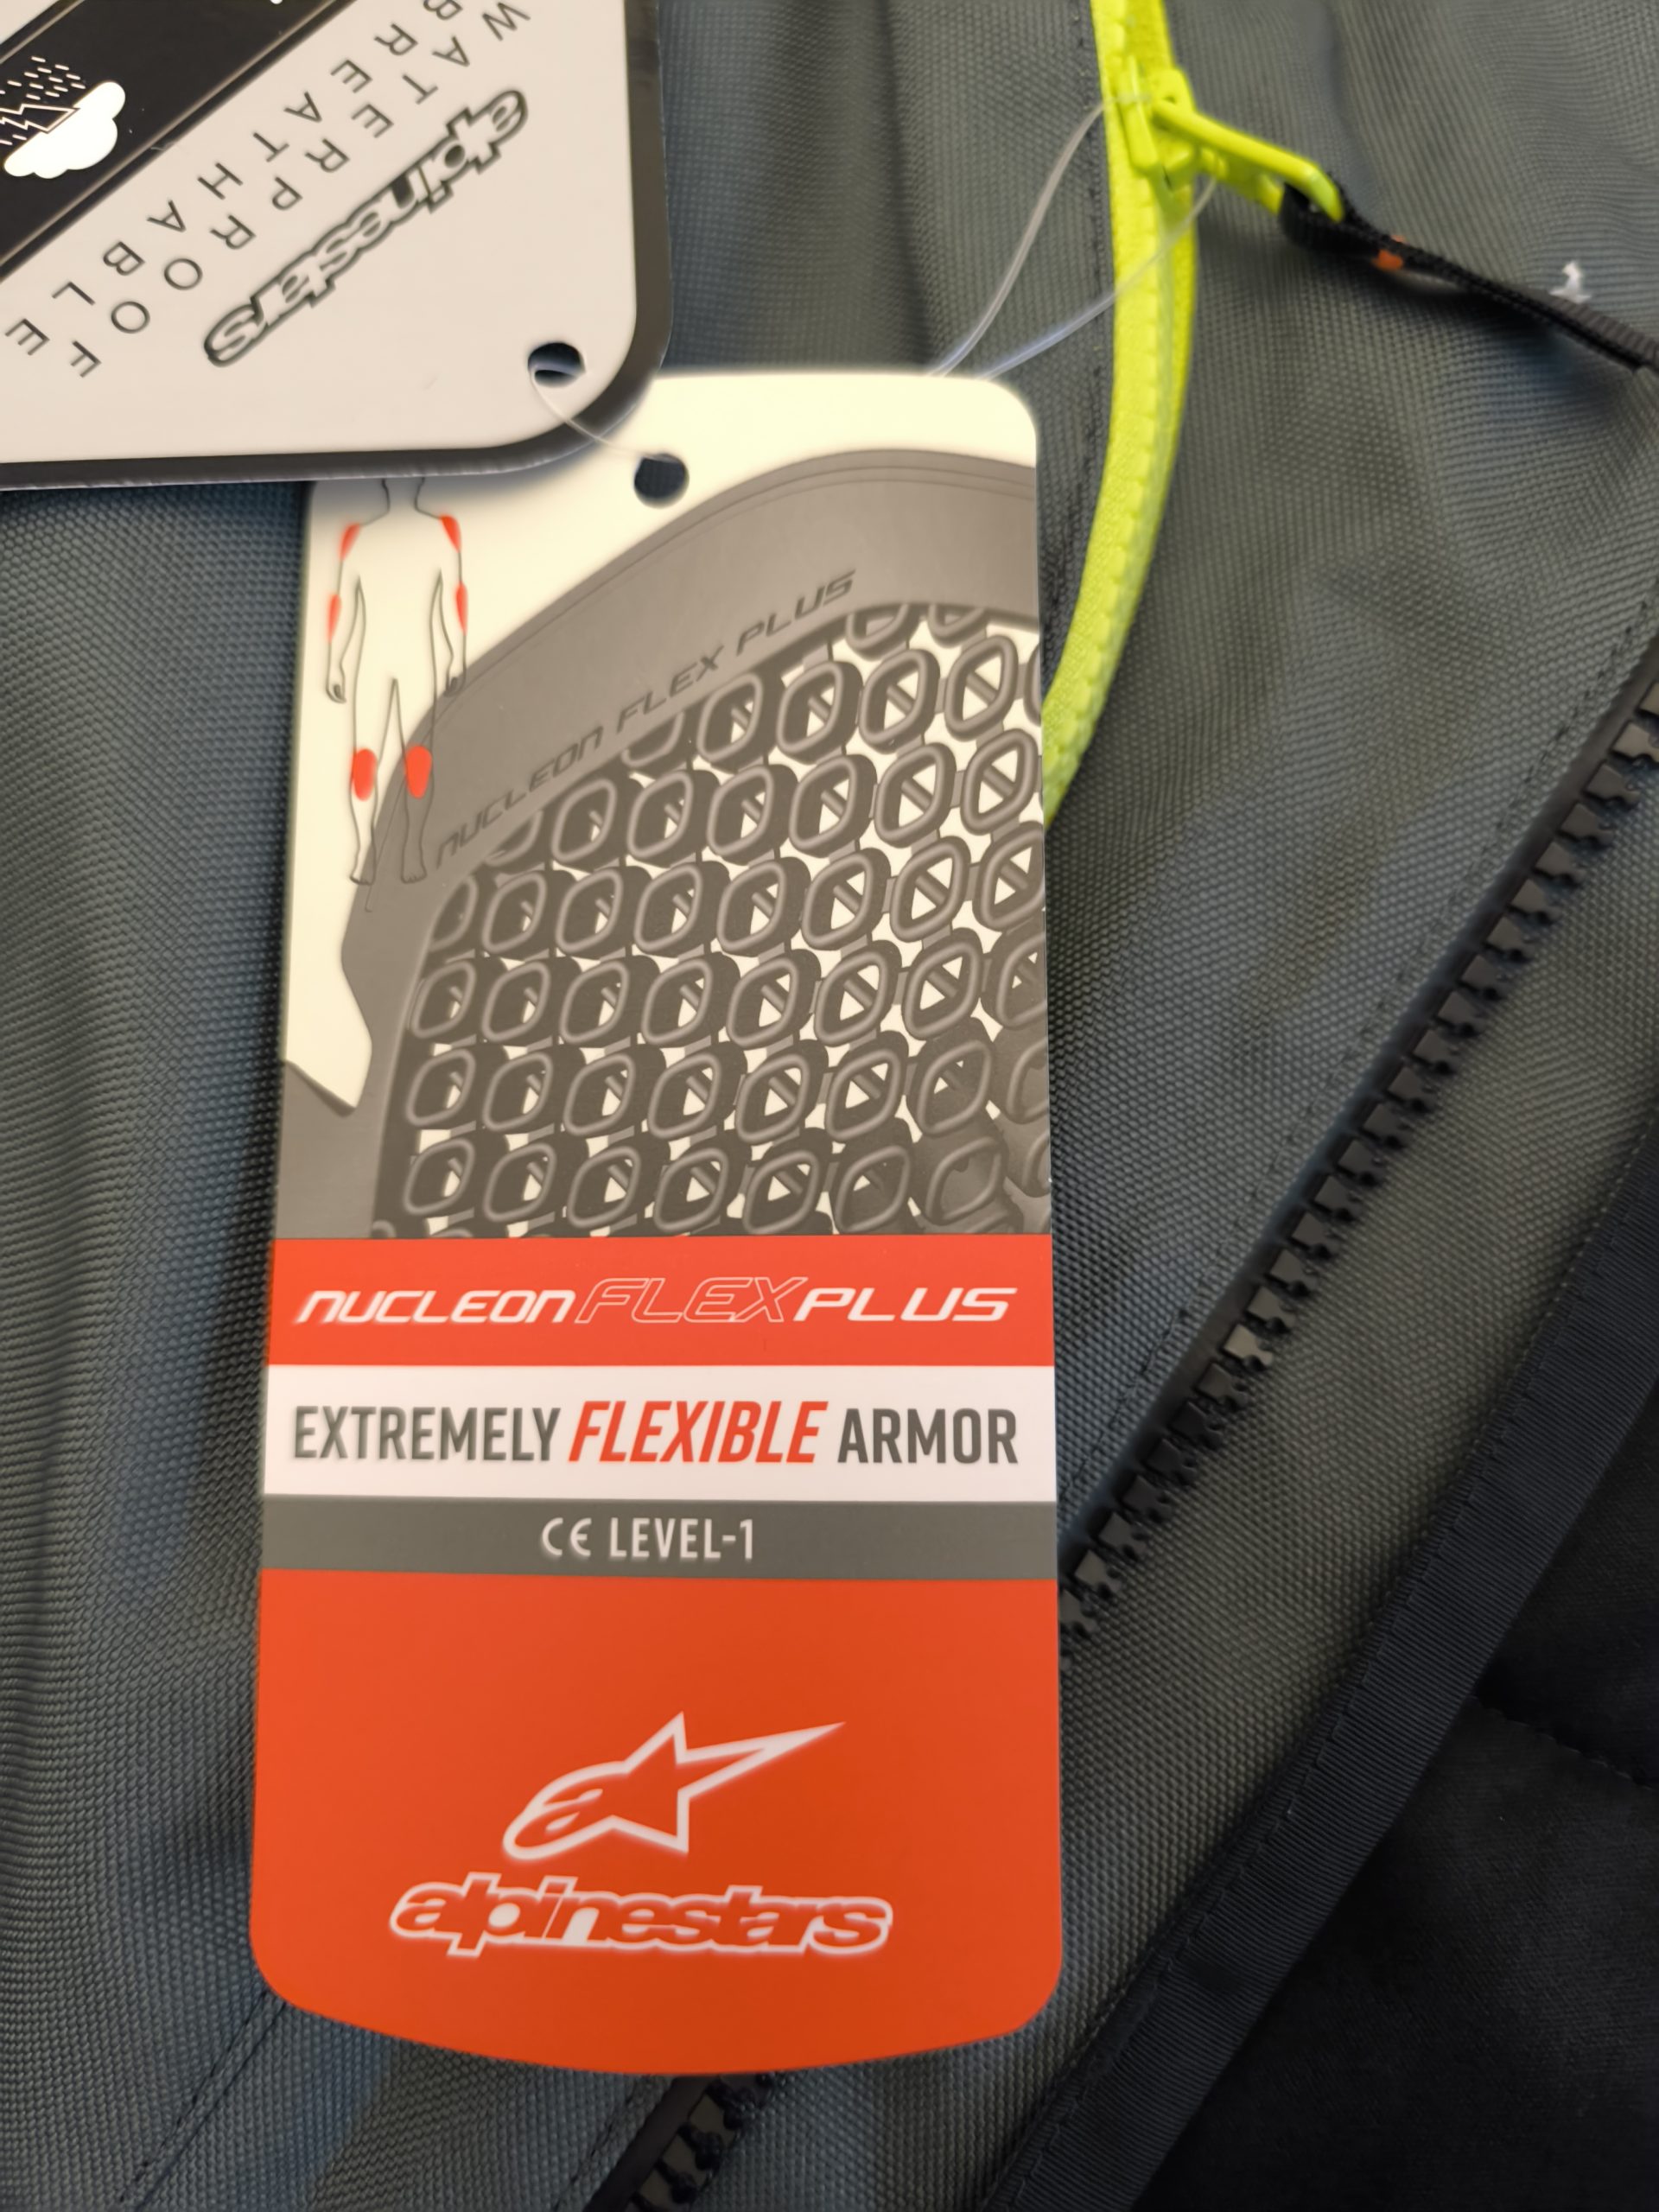 WATERPROOF
BREATHABLE
alpinestars
NUCLEON FLEX PLUS
NUCLEON FLEX PLUS
EXTREMELY FLEXIBLE ARMOR
CE LEVEL-1
a
alpinestars